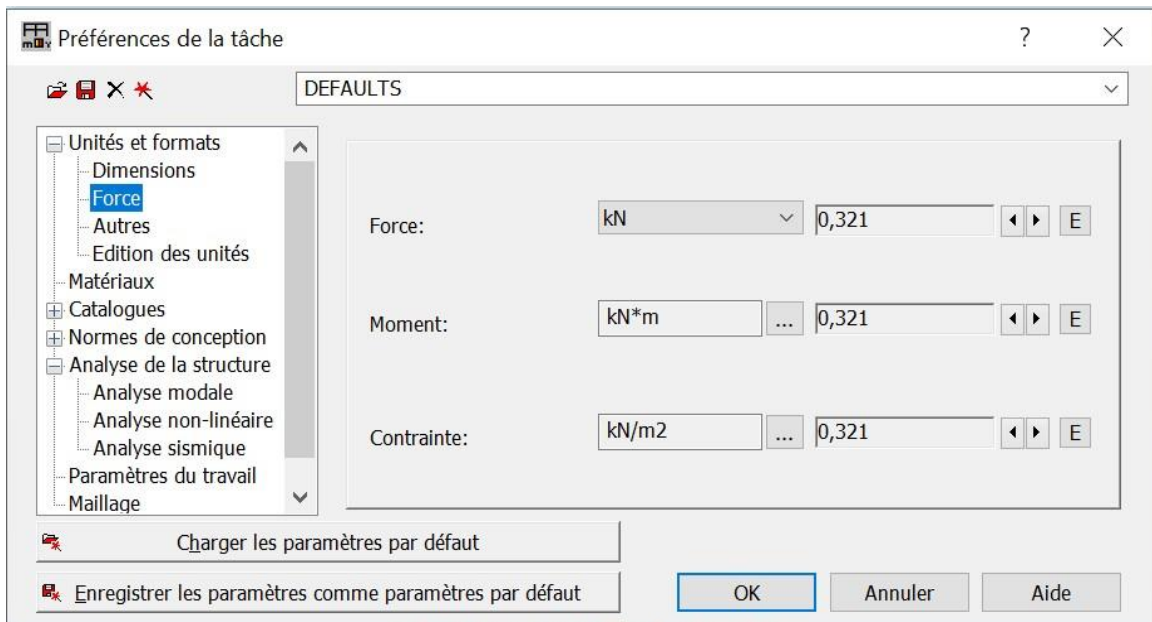 Préférences de la tâche
?
DEFAULTS
Unités et formats
Dimensions
Force
Autres
Edition des unités
Matériaux
Catalogues
Normes de conception
Analyse de la structure
Analyse modale
Analyse non-linéaire
Analyse sismique
Paramètres du travail
Maillage
Force: kN 0,321 E
Moment: kN*m ... 0,321 E
Contrainte: kN/m2 ... 0,321 E
Charger les paramètres par défaut
Enregistrer les paramètres comme paramètres par défaut
OK Annuler Aide